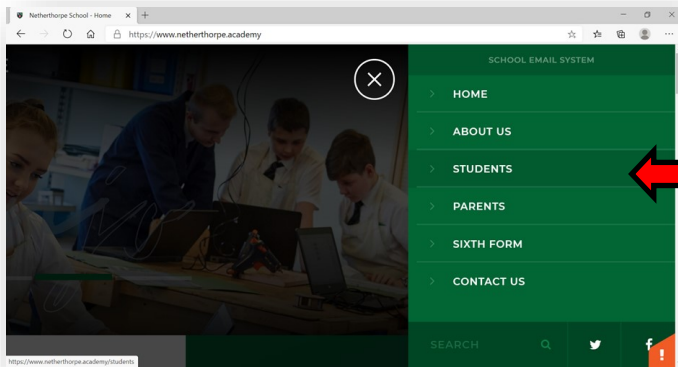 Netherthorpe School - Home
https://www.netherthorpe.academy
SCHOOL EMAIL SYSTEM
HOME
ABOUT US
STUDENTS
PARENTS
SIXTH FORM
CONTACT US
SEARCH
https://www.netherthorpe.academy/students